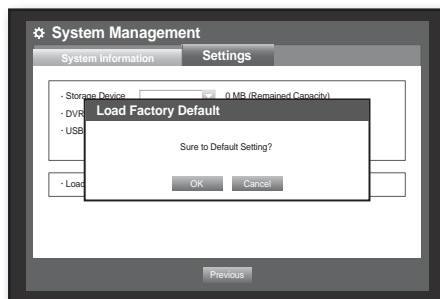 System Management
System Information Settings
· Storage Device 0 MB (Remained Capacity)
· DVR
· USB
Load Factory Default
Sure to Default Setting?
OK Cancel
· Load
Previous